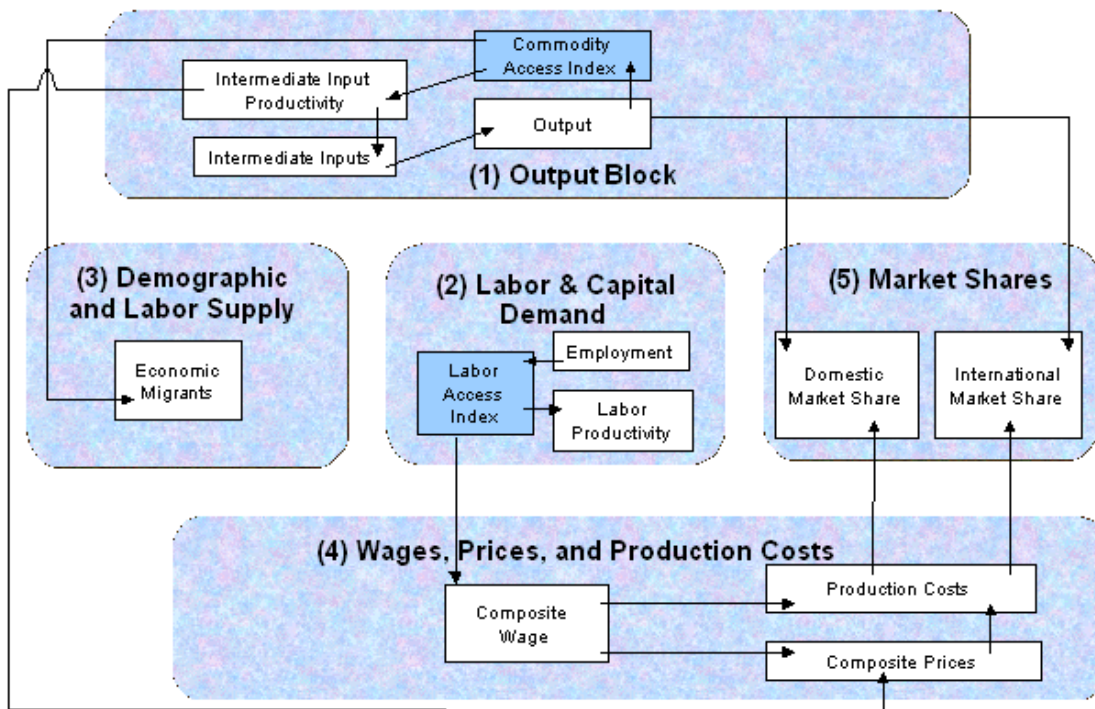 Commodity
Access Index
Intermediate Input
Productivity
Output
Intermediate Inputs
(1) Output Block
(3) Demographic
and Labor Supply
Economic
Migrants
(2) Labor & Capital
Demand
Employment
Labor
Access
Index
Labor
Productivity
(5) Market Shares
Domestic
Market Share
International
Market Share
(4) Wages, Prices, and Production Costs
Composite
Wage
Production Costs
Composite Prices